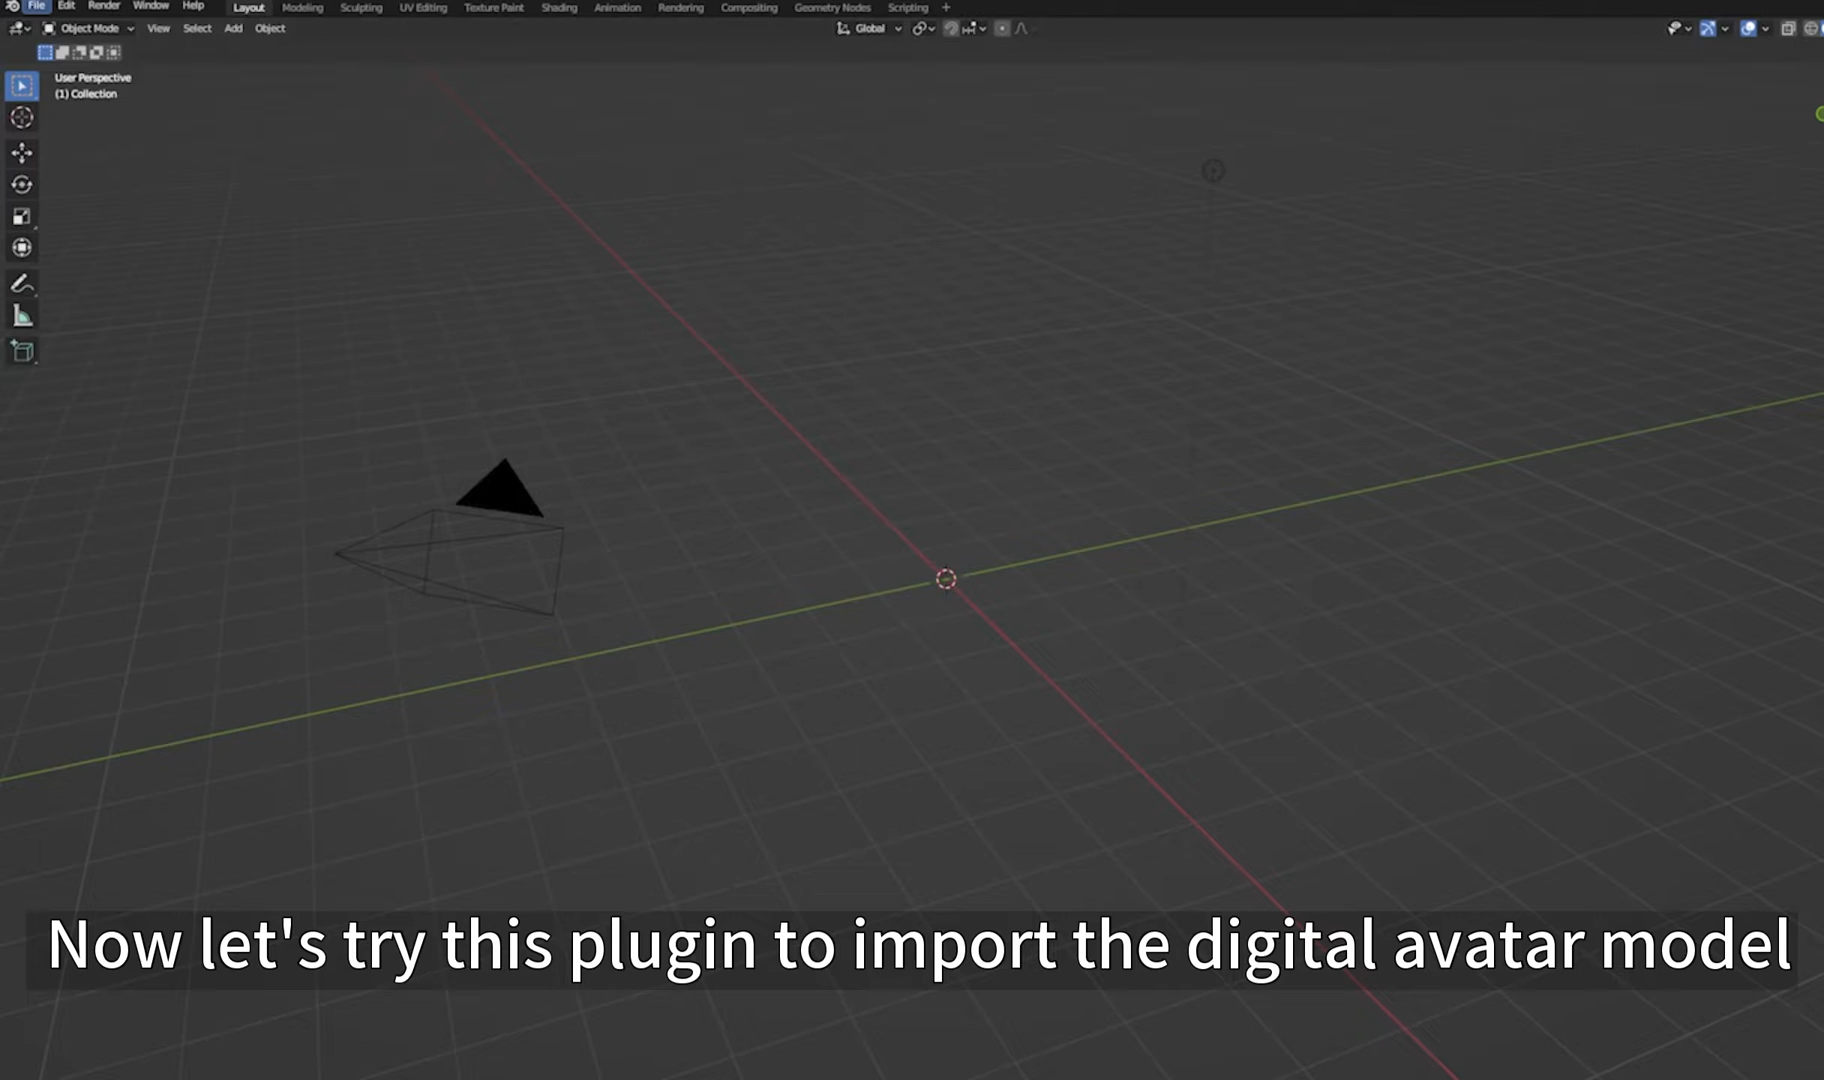 File Edit Render Window Help Layout Modeling Sculpting UV Editing Texture Paint Shading Animation Rendering Compositing Geometry Nodes Scripting +
Object Mode View Select Add Object Global
User Perspective
(1) Collection
Now let's try this plugin to import the digital avatar model